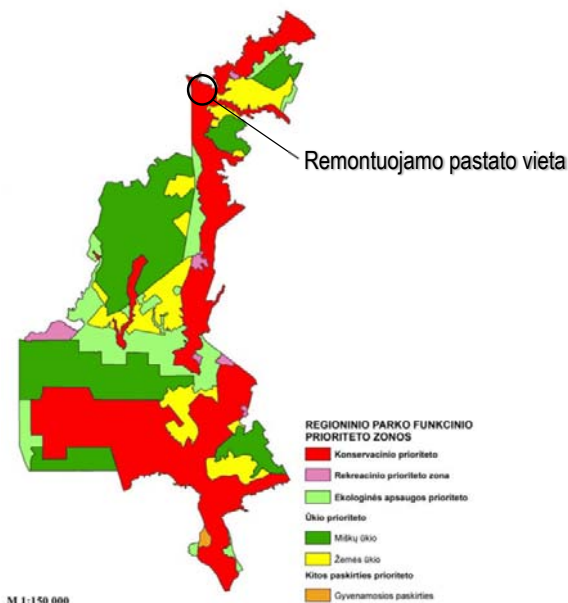 Remontuojamo pastato vieta
REGIONINIO PARKO FUNKCINIO
PRIORITETO ZONOS
Konservacinio prioriteto
Rekreacinio prioriteto zona
Ekologinės apsaugos prioriteto
Ūkio prioriteto
Miškų ūkio
Žemės ūkio
Kitos paskirties prioriteto
Gyvenamosios paskirties
M 1:150 000